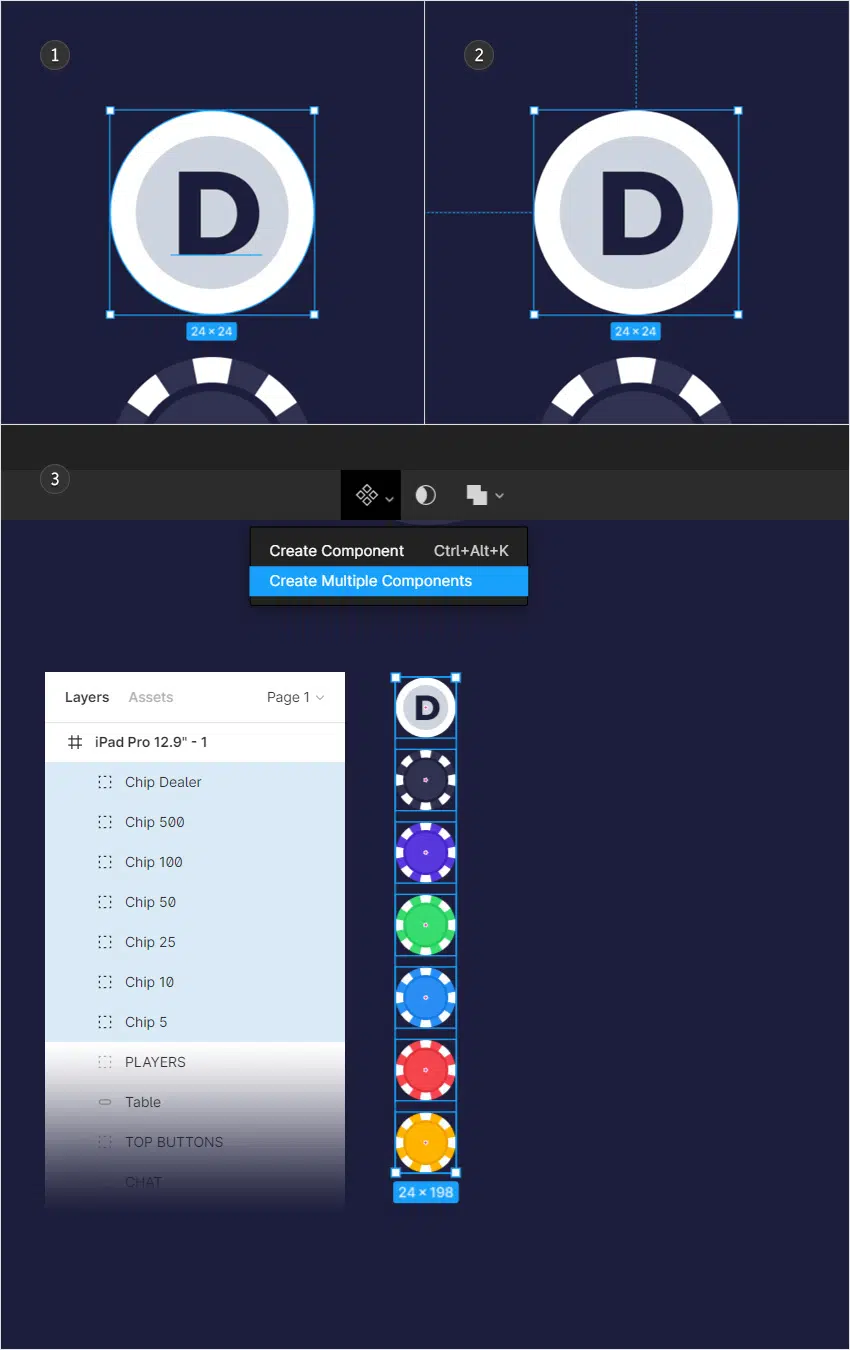 1
2
D
D
24 × 24
24 × 24
3
Create Component Ctrl+Alt+K
Create Multiple Components
Layers Assets Page 1
iPad Pro 12.9" - 1
D
Chip Dealer
Chip 500
Chip 100
Chip 50
Chip 25
Chip 10
Chip 5
PLAYERS
Table
TOP BUTTONS
CHAT
24 × 198